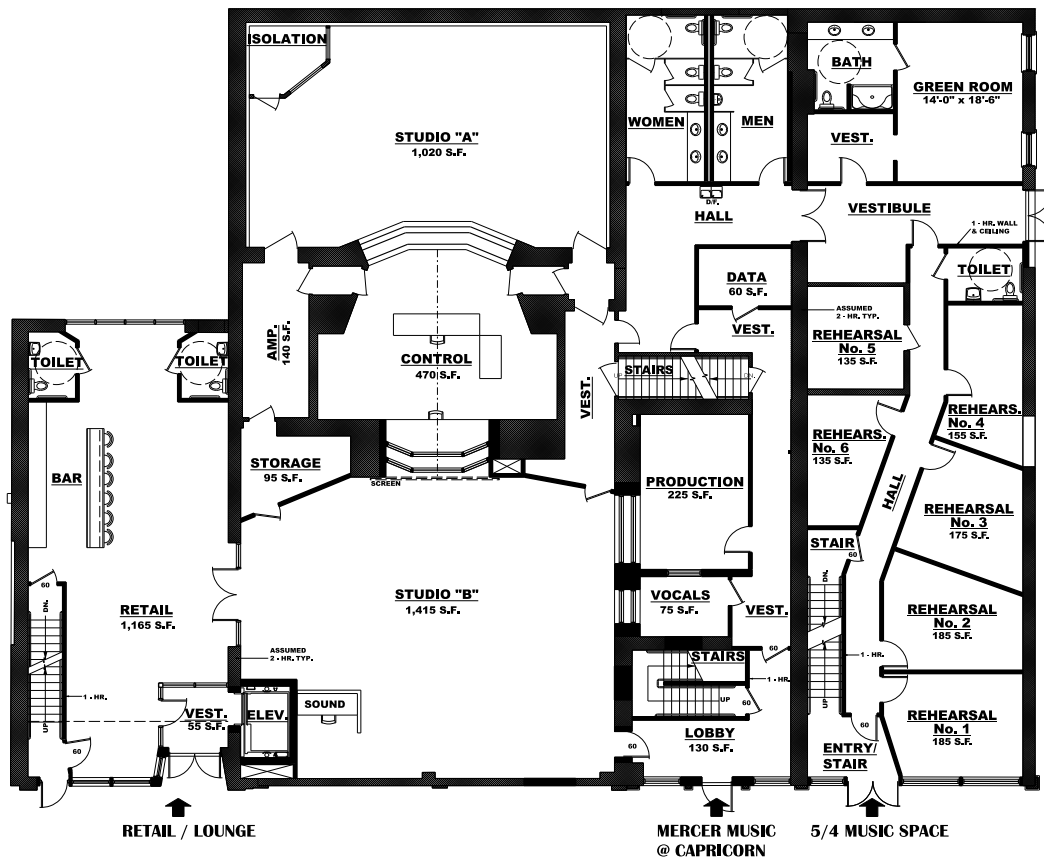 ISOLATION
STUDIO "A"
1,020 S.F.
WOMEN
MEN
D/F.
HALL
BATH
GREEN ROOM
14'-0" x 18'-6"
VEST.
VESTIBULE
1 - HR. WALL
& CEILING
TOILET
DATA
60 S.F.
VEST.
ASSUMED
2 - HR. TYP.
REHEARSAL
No. 5
135 S.F.
TOILET
TOILET
AMP.
140 S.F.
CONTROL
470 S.F.
VEST.
UP
STAIRS
DN.
REHEARS.
No. 4
155 S.F.
REHEARS.
No. 6
135 S.F.
HALL
BAR
STORAGE
95 S.F.
SCREEN
PRODUCTION
225 S.F.
REHEARSAL
No. 3
175 S.F.
STAIR
60
DN.
60
DN.
RETAIL
1,165 S.F.
STUDIO "B"
1,415 S.F.
VOCALS
75 S.F.
VEST.
60
REHEARSAL
No. 2
185 S.F.
ASSUMED
2 - HR. TYP.
1 - HR.
UP
STAIRS
UP
60
1 - HR.
1 - HR.
UP
VEST.
55 S.F.
ELEV.
SOUND
60
60
LOBBY
130 S.F.
60
ENTRY/
STAIR
REHEARSAL
No. 1
185 S.F.
RETAIL / LOUNGE
MERCER MUSIC
@ CAPRICORN
5/4 MUSIC SPACE